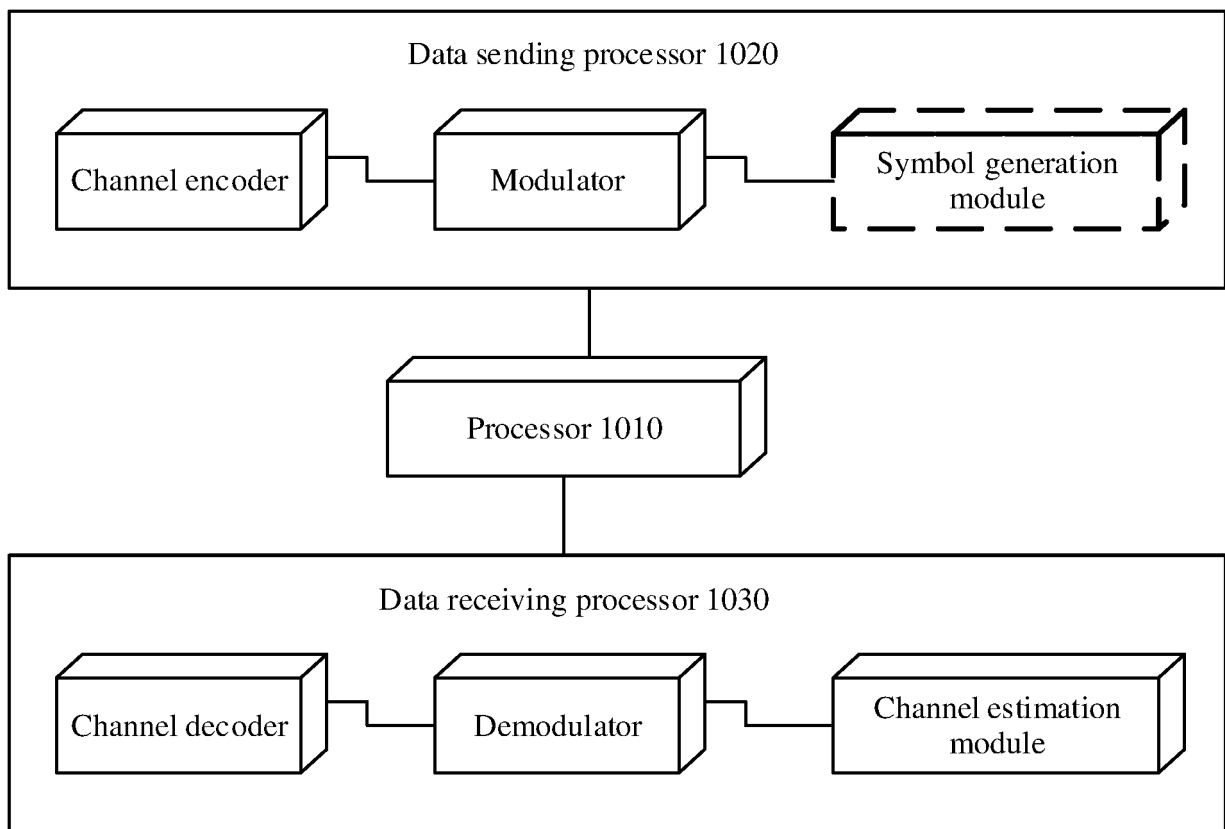 Data sending processor 1020
Channel encoder
Modulator
Symbol generation
module
Processor 1010
Data receiving processor 1030
Channel decoder
Demodulator
Channel estimation
module